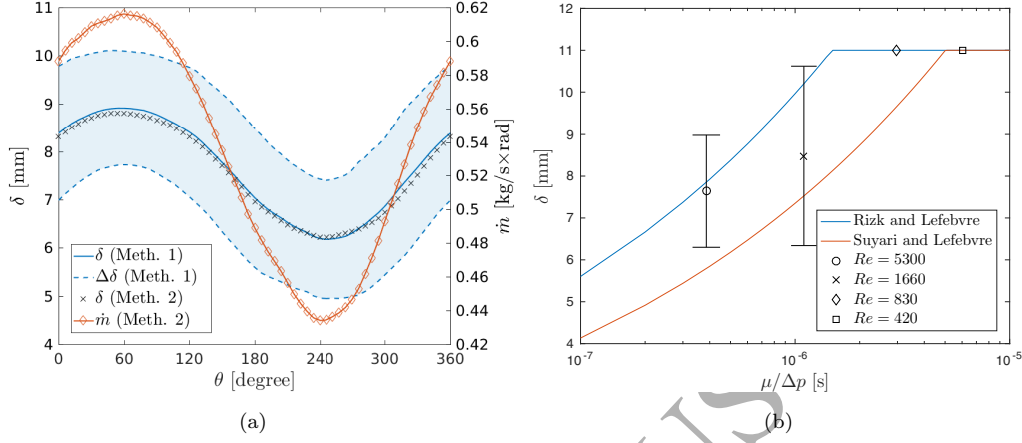 11
10
9
8
7
6
5
4
δ [mm]
0.62
0.6
0.58
0.56
0.54
0.52
0.5
0.48
0.46
0.44
0.42
ṁ [kg/s×rad]
δ (Meth. 1)
Δδ (Meth. 1)
δ (Meth. 2)
ṁ (Meth. 2)
0 60 120 180 240 300 360
θ [degree]
(a)
12
11
10
9
8
7
6
5
4
δ [mm]
Rizk and Lefebvre
Suyari and Lefebvre
Re = 5300
Re = 1660
Re = 830
Re = 420
10⁻⁷ 10⁻⁶ 10⁻⁵
μ/Δp [s]
(b)
US